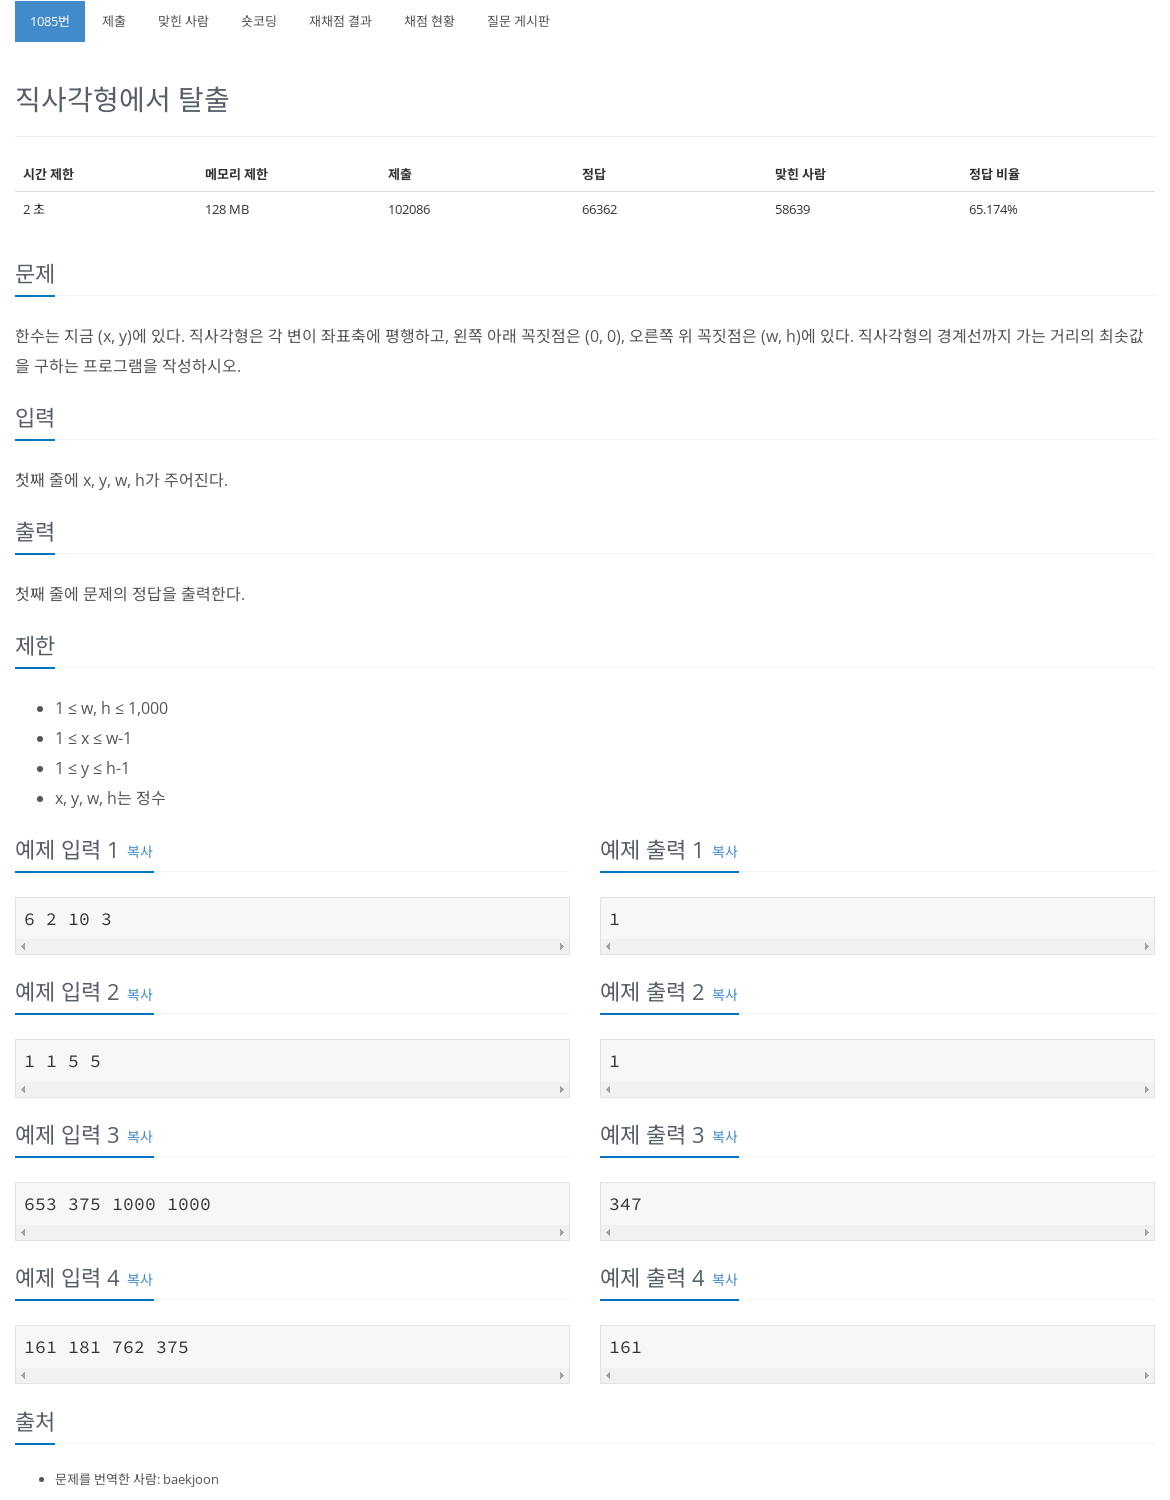 1085번 제출 맞힌 사람 숏코딩 재채점 결과 채점 현황 질문 게시판
직사각형에서 탈출
시간 제한 메모리 제한 제출 정답 맞힌 사람 정답 비율
2 초 128 MB 102086 66362 58639 65.174%
문제
한수는 지금 (x, y)에 있다. 직사각형은 각 변이 좌표축에 평행하고, 왼쪽 아래 꼭짓점은 (0, 0), 오른쪽 위 꼭짓점은 (w, h)에 있다. 직사각형의 경계선까지 가는 거리의 최솟값
을 구하는 프로그램을 작성하시오.
입력
첫째 줄에 x, y, w, h가 주어진다.
출력
첫째 줄에 문제의 정답을 출력한다.
제한
• 1 ≤ w, h ≤ 1,000
• 1 ≤ x ≤ w-1
• 1 ≤ y ≤ h-1
• x, y, w, h는 정수
예제 입력 1 복사 예제 출력 1 복사
6 2 10 3 1
예제 입력 2 복사 예제 출력 2 복사
1 1 5 5 1
예제 입력 3 복사 예제 출력 3 복사
653 375 1000 1000 347
예제 입력 4 복사 예제 출력 4 복사
161 181 762 375 161
출처
• 문제를 번역한 사람: baekjoon